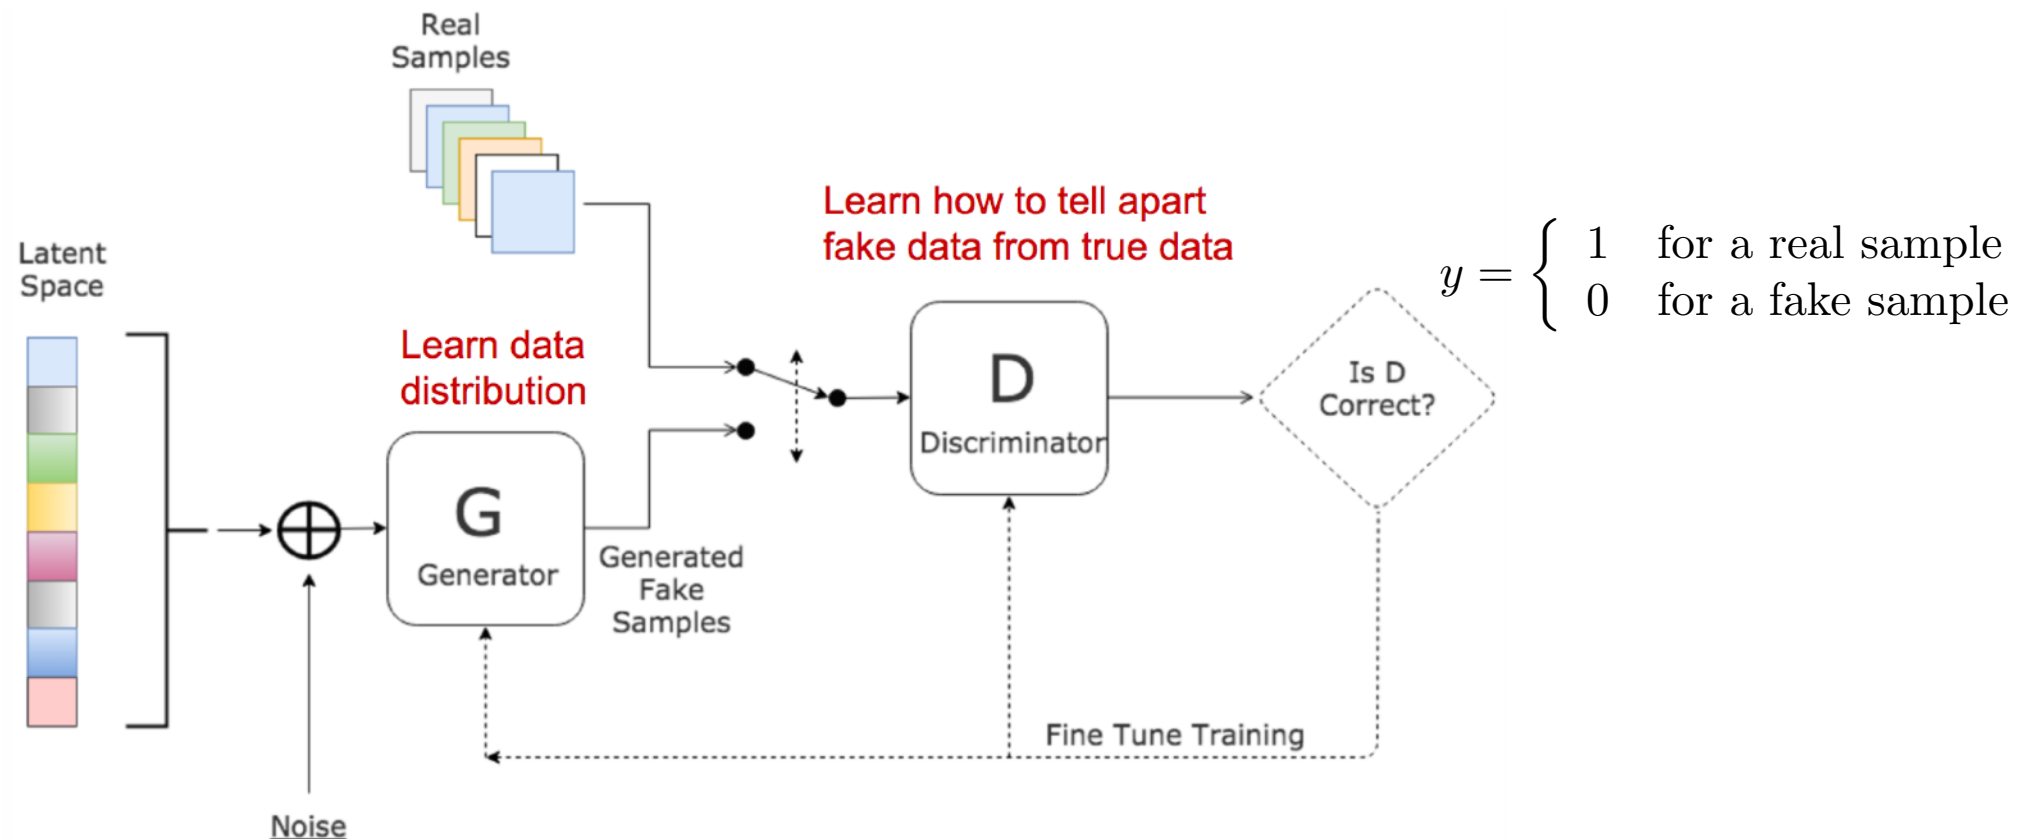 Real
Samples
Learn how to tell apart
fake data from true data
y = { 1 for a real sample
0 for a fake sample
Latent
Space
Learn data
distribution
D
Discriminator
Is D
Correct?
G
Generator
Generated
Fake
Samples
Fine Tune Training
Noise